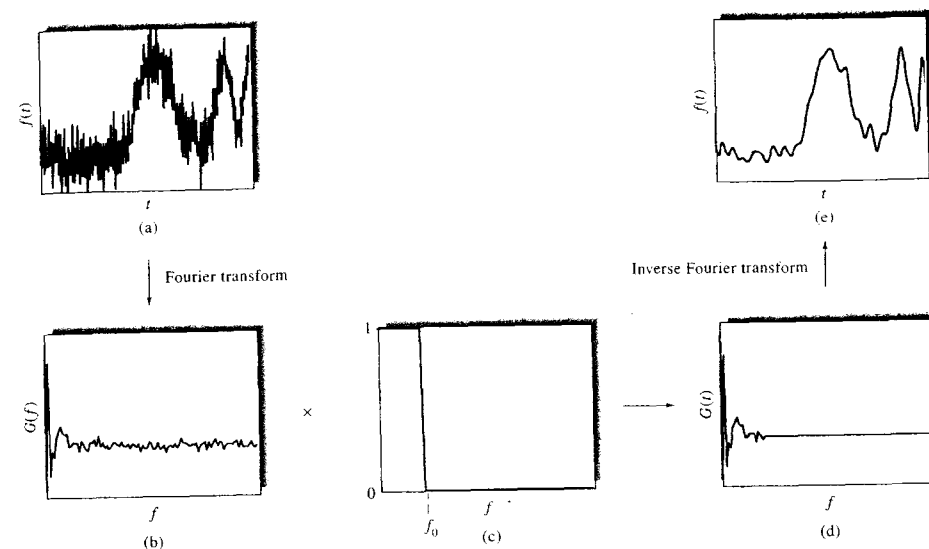 f(t)
t
(a)
f(t)
t
(e)
Fourier transform
Inverse Fourier transform
G(f)
f
(b)
×
1
0
f
f0
(c)
G(t)
f
(d)